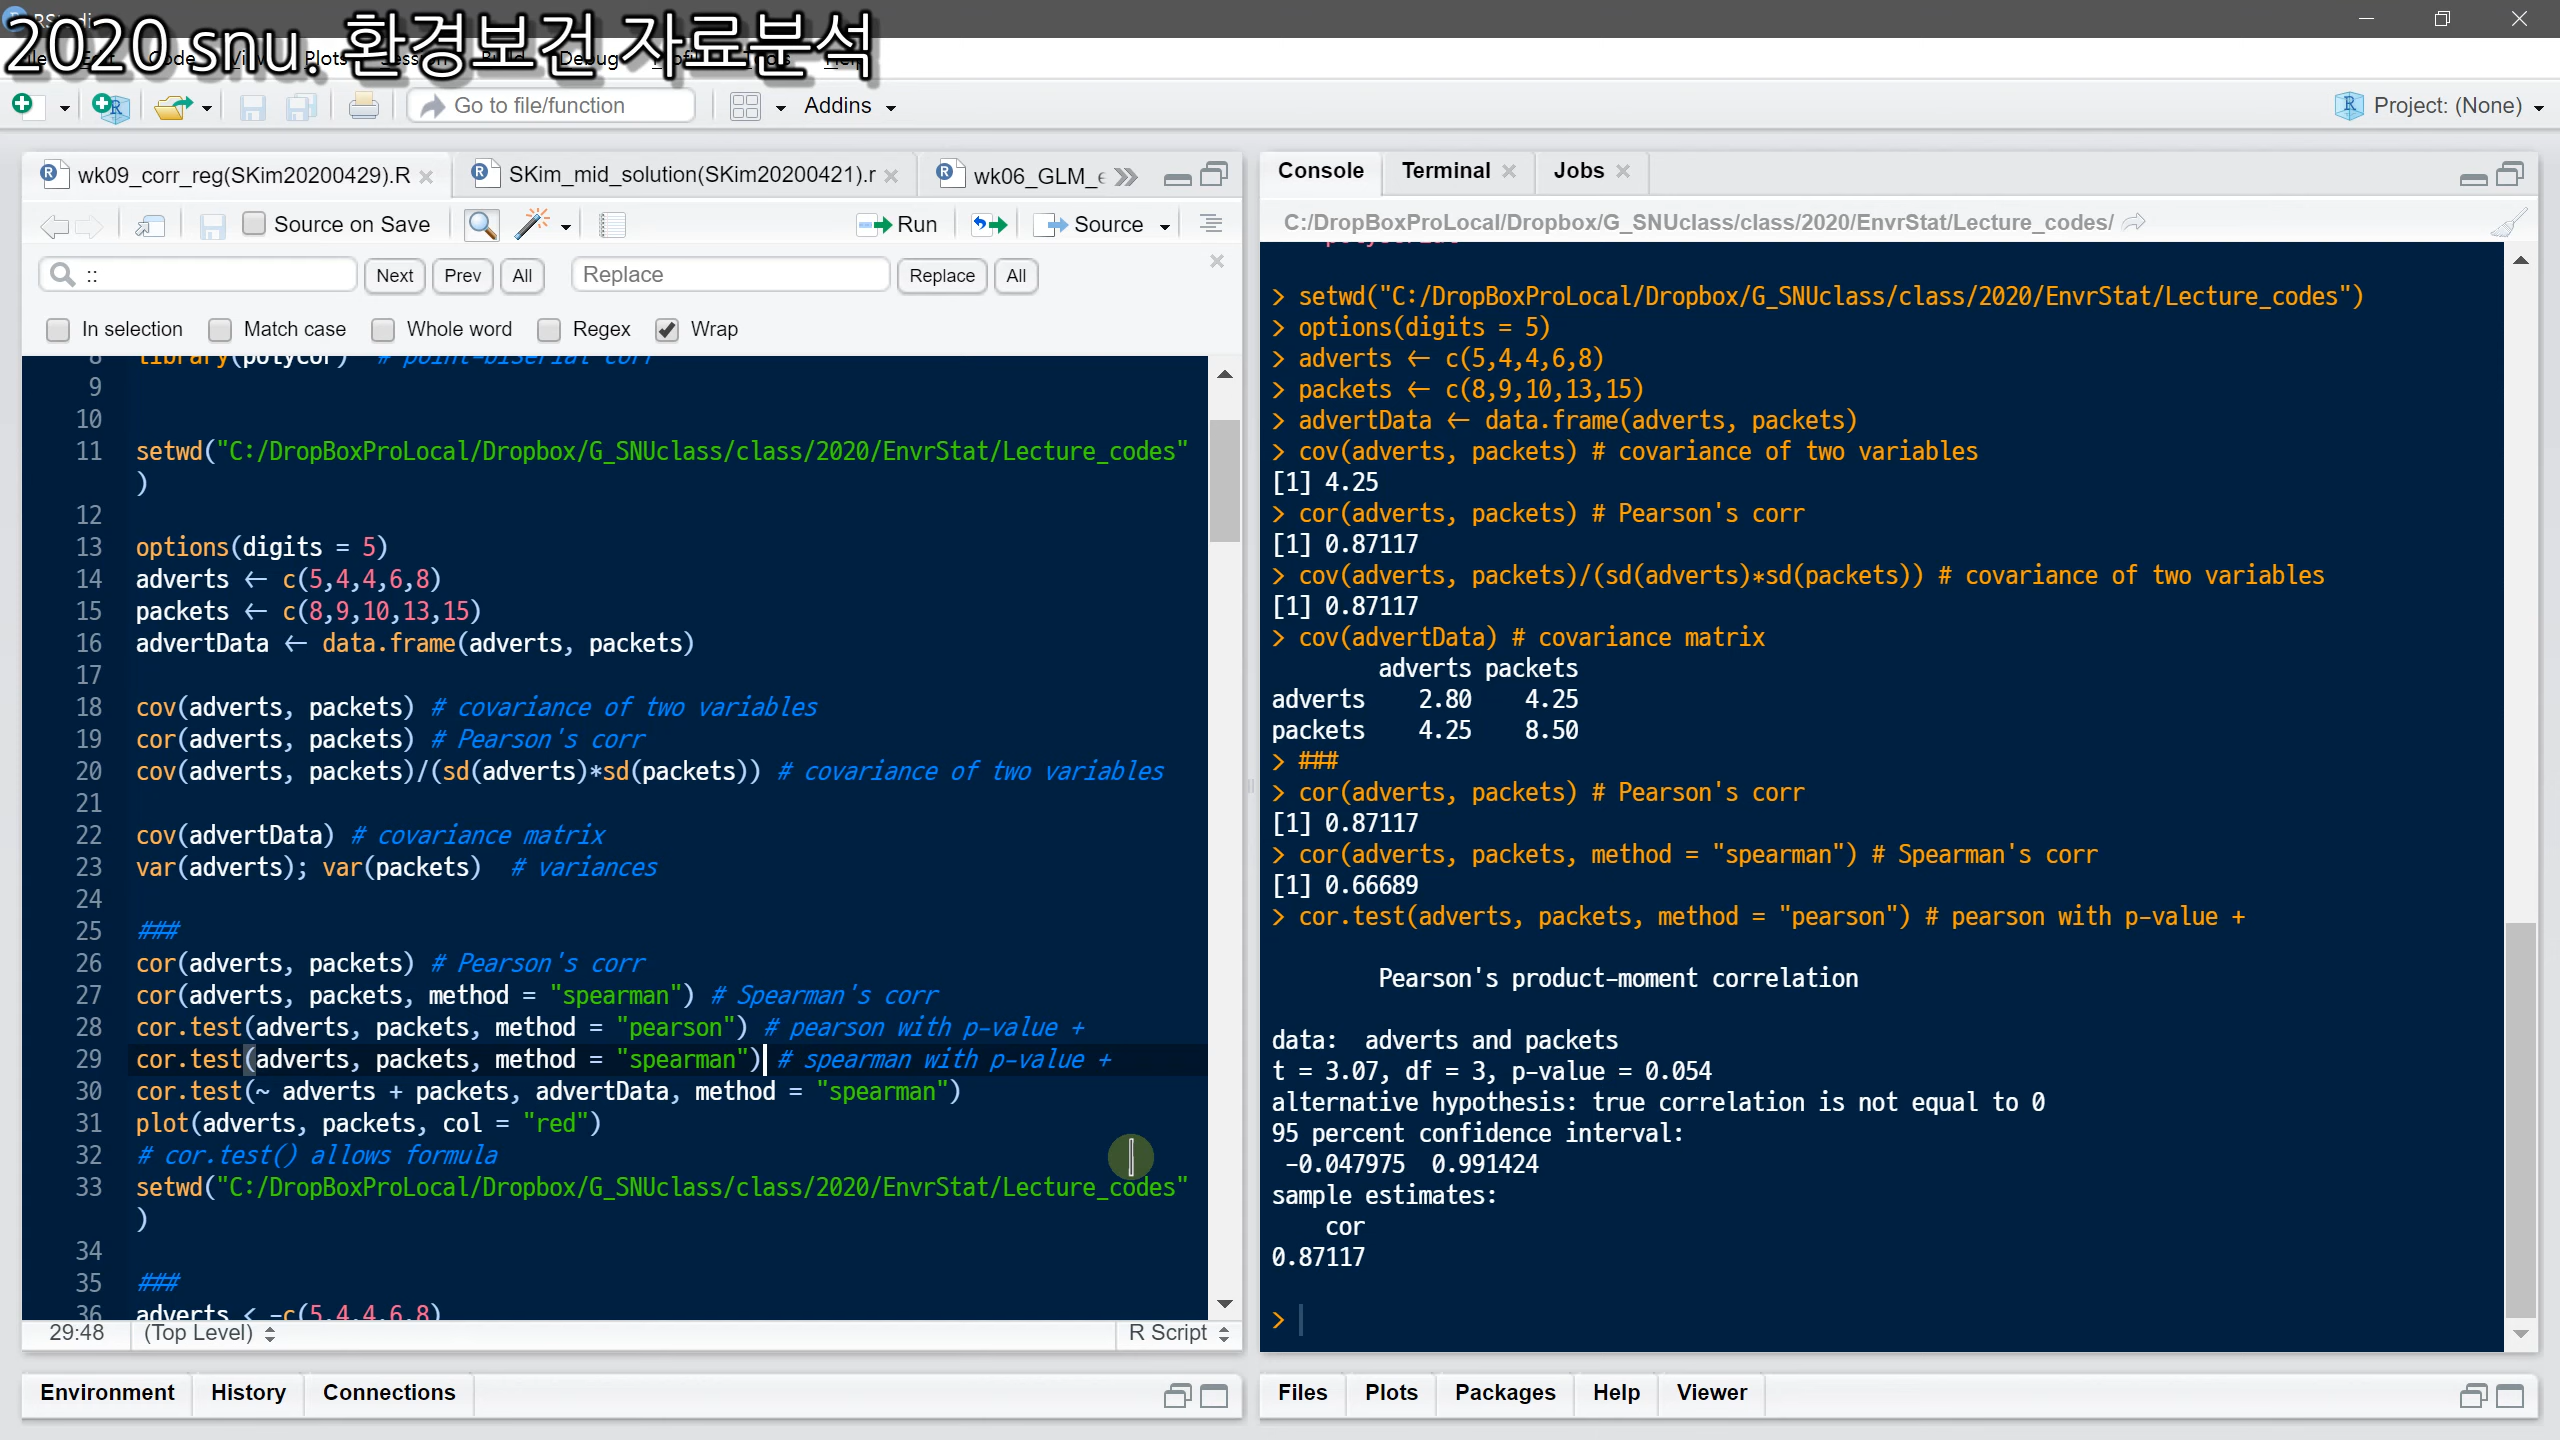 2020 snu. 환경보건 자료분석
Go to file/function
Addins
Project: (None)
wk09_corr_reg(SKim20200429).R
SKim_mid_solution(SKim20200421).r
wk06_GLM_e
Source on Save
Run
Source
::
Next
Prev
All
Replace
Replace
All
In selection
Match case
Whole word
Regex
Wrap
8 library(polycor) # point-biserial corr
9
10
11 setwd("C:/DropBoxProLocal/Dropbox/G_SNUclass/class/2020/EnvrStat/Lecture_codes"
)
12
13 options(digits = 5)
14 adverts <- c(5,4,4,6,8)
15 packets <- c(8,9,10,13,15)
16 advertData <- data.frame(adverts, packets)
17
18 cov(adverts, packets) # covariance of two variables
19 cor(adverts, packets) # Pearson's corr
20 cov(adverts, packets)/(sd(adverts)*sd(packets)) # covariance of two variables
21
22 cov(advertData) # covariance matrix
23 var(adverts); var(packets)  # variances
24
25 ###
26 cor(adverts, packets) # Pearson's corr
27 cor(adverts, packets, method = "spearman") # Spearman's corr
28 cor.test(adverts, packets, method = "pearson") # pearson with p-value +
29 cor.test(adverts, packets, method = "spearman") # spearman with p-value +
30 cor.test(~ adverts + packets, advertData, method = "spearman")
31 plot(adverts, packets, col = "red")
32 # cor.test() allows formula
33 setwd("C:/DropBoxProLocal/Dropbox/G_SNUclass/class/2020/EnvrStat/Lecture_codes"
)
34
35 ###
36 adverts < -c(5,4,4,6,8)
29:48
(Top Level)
R Script
Environment
History
Connections
Console
Terminal
Jobs
C:/DropBoxProLocal/Dropbox/G_SNUclass/class/2020/EnvrStat/Lecture_codes/
> setwd("C:/DropBoxProLocal/Dropbox/G_SNUclass/class/2020/EnvrStat/Lecture_codes")
> options(digits = 5)
> adverts <- c(5,4,4,6,8)
> packets <- c(8,9,10,13,15)
> advertData <- data.frame(adverts, packets)
> cov(adverts, packets) # covariance of two variables
[1] 4.25
> cor(adverts, packets) # Pearson's corr
[1] 0.87117
> cov(adverts, packets)/(sd(adverts)*sd(packets)) # covariance of two variables
[1] 0.87117
> cov(advertData) # covariance matrix
adverts packets
adverts 2.80 4.25
packets 4.25 8.50
> ###
> cor(adverts, packets) # Pearson's corr
[1] 0.87117
> cor(adverts, packets, method = "spearman") # Spearman's corr
[1] 0.66689
> cor.test(adverts, packets, method = "pearson") # pearson with p-value +
Pearson's product-moment correlation
data:  adverts and packets
t = 3.07, df = 3, p-value = 0.054
alternative hypothesis: true correlation is not equal to 0
95 percent confidence interval:
-0.047975 0.991424
sample estimates:
cor
0.87117
>
Files
Plots
Packages
Help
Viewer